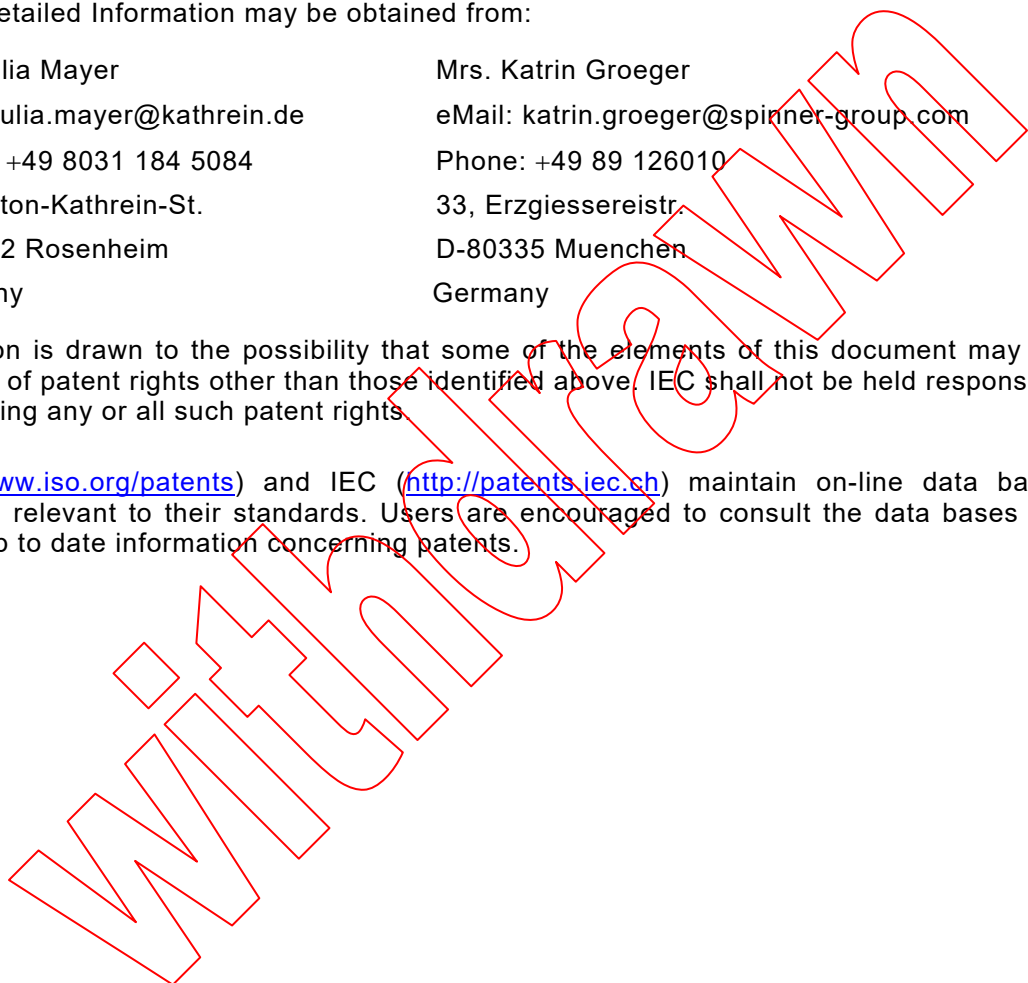 etailed Information may be obtained from:
lia Mayer
Mrs. Katrin Groeger
ulia.mayer@kathrein.de
eMail: katrin.groeger@spinner-group.com
+49 8031 184 5084
Phone: +49 89 126010
ton-Kathrein-St.
33, Erzgiessereistr.
2 Rosenheim
D-80335 Muenchen
ny
Germany
on is drawn to the possibility that some of the elements of this document may
of patent rights other than those identified above. IEC shall not be held respons
ing any or all such patent rights.
ww.iso.org/patents) and IEC (http://patents.iec.ch) maintain on-line data ba
relevant to their standards. Users are encouraged to consult the data bases
o to date information concerning patents.
withdrawn